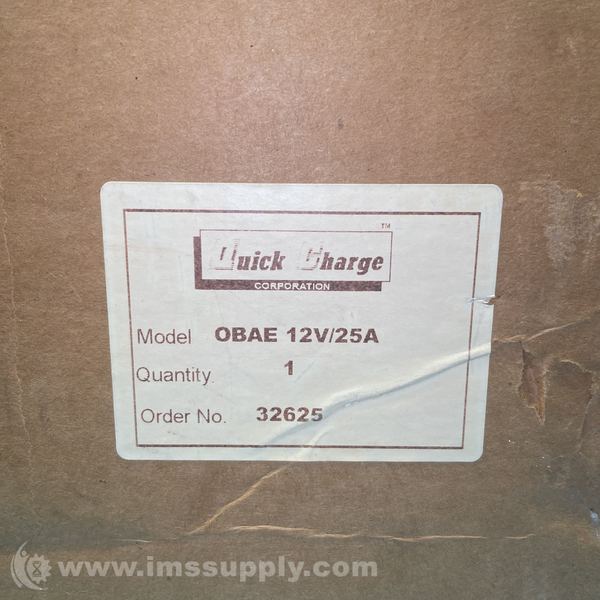 Quick Charge TM
CORPORATION
Model OBAE 12V/25A
Quantity. 1
Order No. 32625
www.imssupply.com